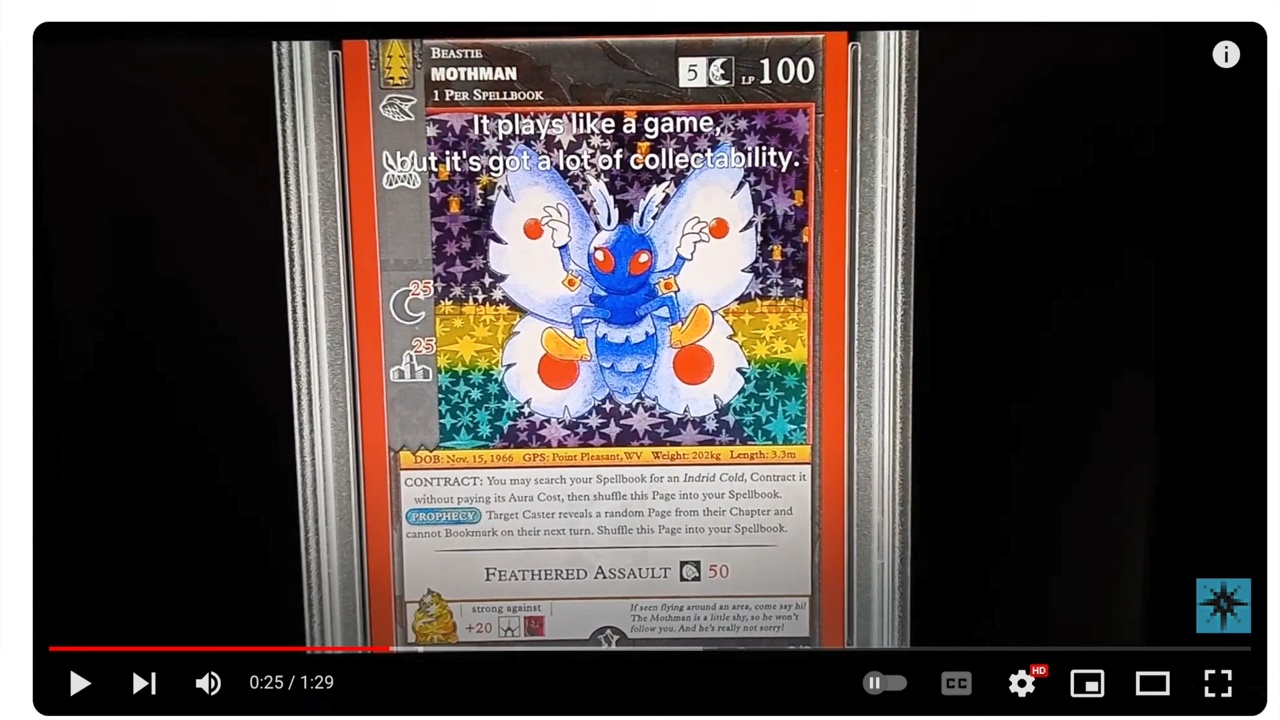 BEASTIE
MOTHMAN
1 PER SPELLBOOK
5 LP 100
It plays like a game,
but it's got a lot of collectability.
25
25
DOB: Nov. 15, 1966 GPS: Point Pleasant, WV Weight: 202kg Length: 3.3m
CONTRACT: You may search your Spellbook for an Indrid Cold, Contract it
without paying its Aura Cost, then shuffle this Page into your Spellbook.
PROPHECY Target Caster reveals a random Page from their Chapter and
cannot Bookmark on their next turn. Shuffle this Page into your Spellbook.
FEATHERED ASSAULT 50
strong against
+20
If seen flying around an area, come say hi!
The Mothman is a little shy, so he won't
follow you. And he's really not sorry!
0:25 / 1:29
CC
HD